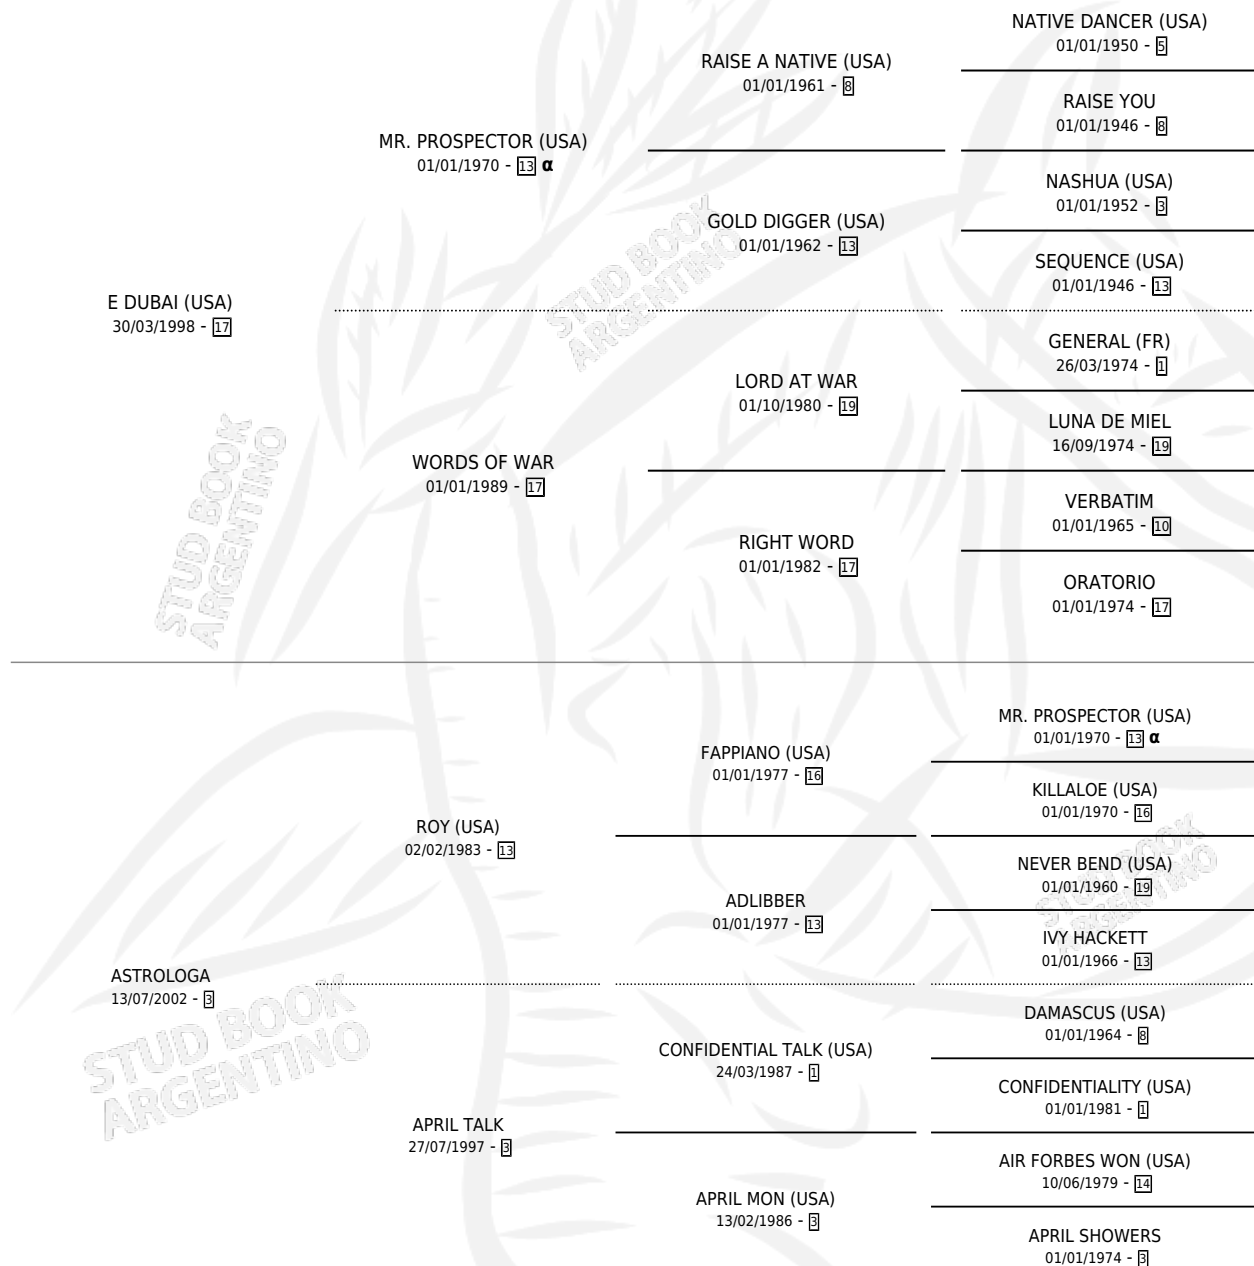 NATIVE DANCER (USA)
01/01/1950 - 5
RAISE A NATIVE (USA)
01/01/1961 - 8
RAISE YOU
01/01/1946 - 8
MR. PROSPECTOR (USA)
01/01/1970 - 13 α
NASHUA (USA)
01/01/1952 - 3
GOLD DIGGER (USA)
01/01/1962 - 13
SEQUENCE (USA)
01/01/1946 - 13
E DUBAI (USA)
30/03/1998 - 17
GENERAL (FR)
26/03/1974 - 1
LORD AT WAR
01/10/1980 - 19
LUNA DE MIEL
16/09/1974 - 19
WORDS OF WAR
01/01/1989 - 17
VERBATIM
01/01/1965 - 10
RIGHT WORD
01/01/1982 - 17
ORATORIO
01/01/1974 - 17
STUD BOOK
ARGENTINO
STUD BOOK
ARGENTINO
MR. PROSPECTOR (USA)
01/01/1970 - 13 α
FAPPIANO (USA)
01/01/1977 - 16
KILLALOE (USA)
01/01/1970 - 16
ROY (USA)
02/02/1983 - 13
NEVER BEND (USA)
01/01/1960 - 19
ADLIBBER
01/01/1977 - 13
IVY HACKETT
01/01/1966 - 13
ASTROLOGA
13/07/2002 - 3
DAMASCUS (USA)
01/01/1964 - 8
CONFIDENTIAL TALK (USA)
24/03/1987 - 1
CONFIDENTIALITY (USA)
01/01/1981 - 1
APRIL TALK
27/07/1997 - 3
AIR FORBES WON (USA)
10/06/1979 - 14
APRIL MON (USA)
13/02/1986 - 3
APRIL SHOWERS
01/01/1974 - 3
STUD BOOK
ARGENTINO
STUD BOOK
ARGENTINO